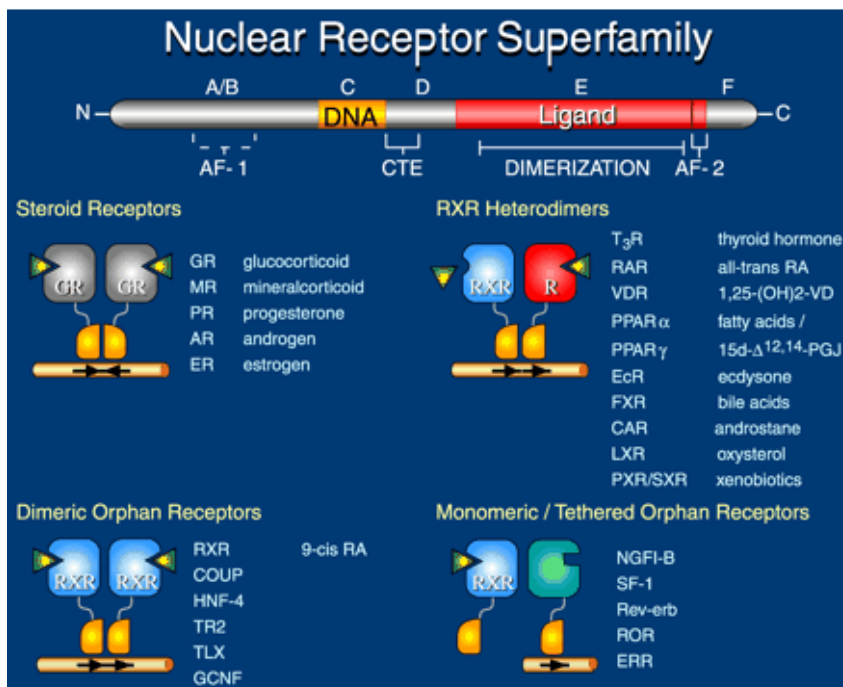 Nuclear Receptor Superfamily
A/B C D E F
N DNA Ligand C
AF-1 CTE DIMERIZATION AF-2
Steroid Receptors
GR GR
GR glucocorticoid
MR mineralcorticoid
PR progesterone
AR androgen
ER estrogen
RXR Heterodimers
RXR R
T₃R thyroid hormone
RAR all-trans RA
VDR 1,25-(OH)2-VD
PPARα fatty acids /
PPARγ 15d-Δ¹²,¹⁴-PGJ
EcR ecdysone
FXR bile acids
CAR androstane
LXR oxysterol
PXR/SXR xenobiotics
Dimeric Orphan Receptors
RXR RXR
RXR 9-cis RA
COUP
HNF-4
TR2
TLX
GCNF
Monomeric / Tethered Orphan Receptors
RXR
NGFI-B
SF-1
Rev-erb
ROR
ERR